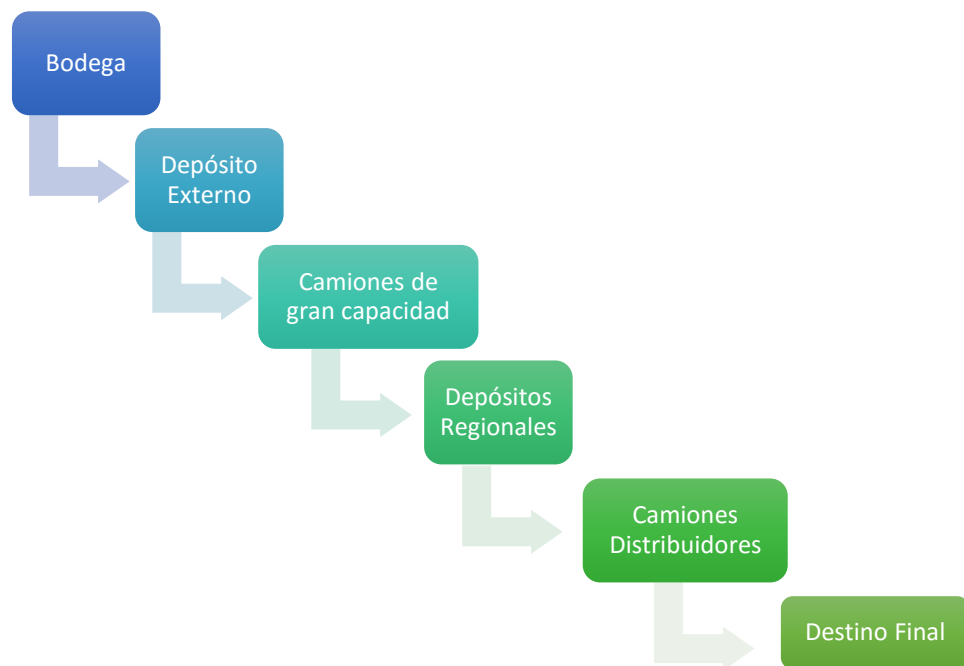 Bodega
Depósito
Externo
Camiones de
gran capacidad
Depósitos
Regionales
Camiones
Distribuidores
Destino Final